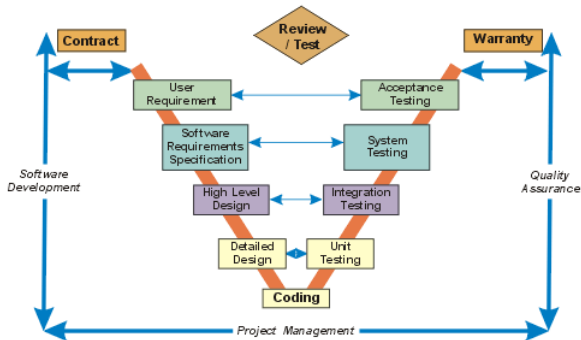 Contract
Review
/ Test
Warranty
User
Requirement
Acceptance
Testing
Software
Requirements
Specification
System
Testing
Software
Development
Quality
Assurance
High Level
Design
Integration
Testing
Detailed
Design
Unit
Testing
Coding
Project Management